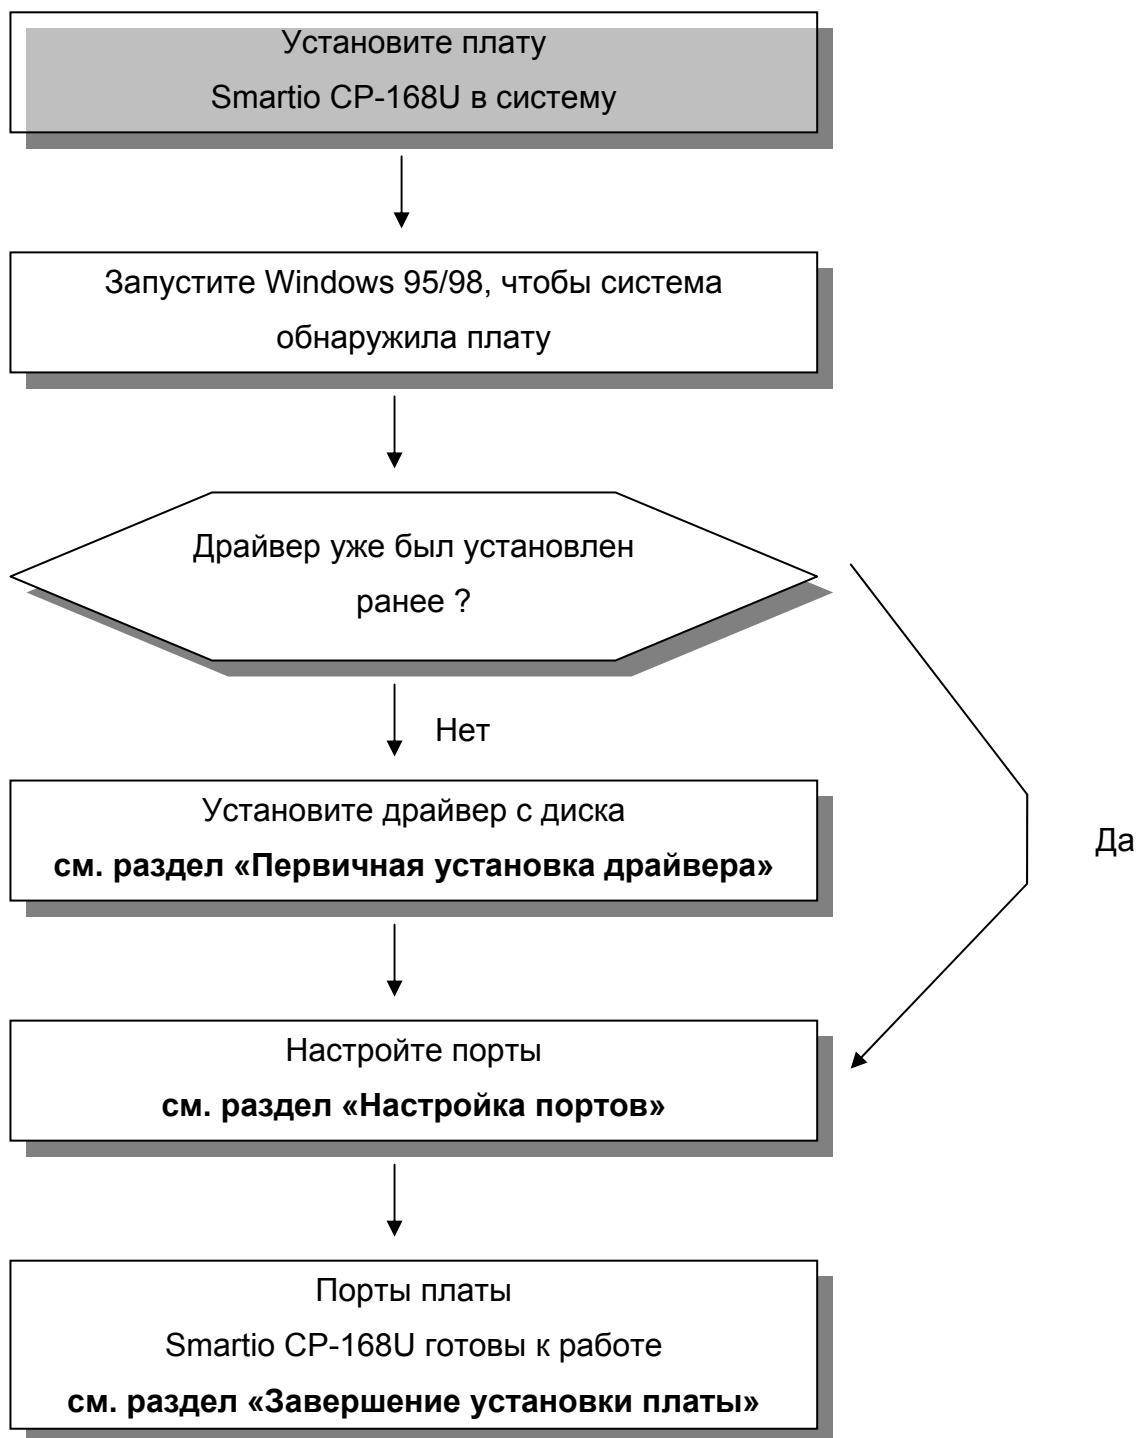 Установите плату
Smartio CP-168U в систему
Запустите Windows 95/98, чтобы система
обнаружила плату
Драйвер уже был установлен
ранее ?
Нет
Установите драйвер с диска
см. раздел «Первичная установка драйвера»
Да
Настройте порты
см. раздел «Настройка портов»
Порты платы
Smartio CP-168U готовы к работе
см. раздел «Завершение установки платы»